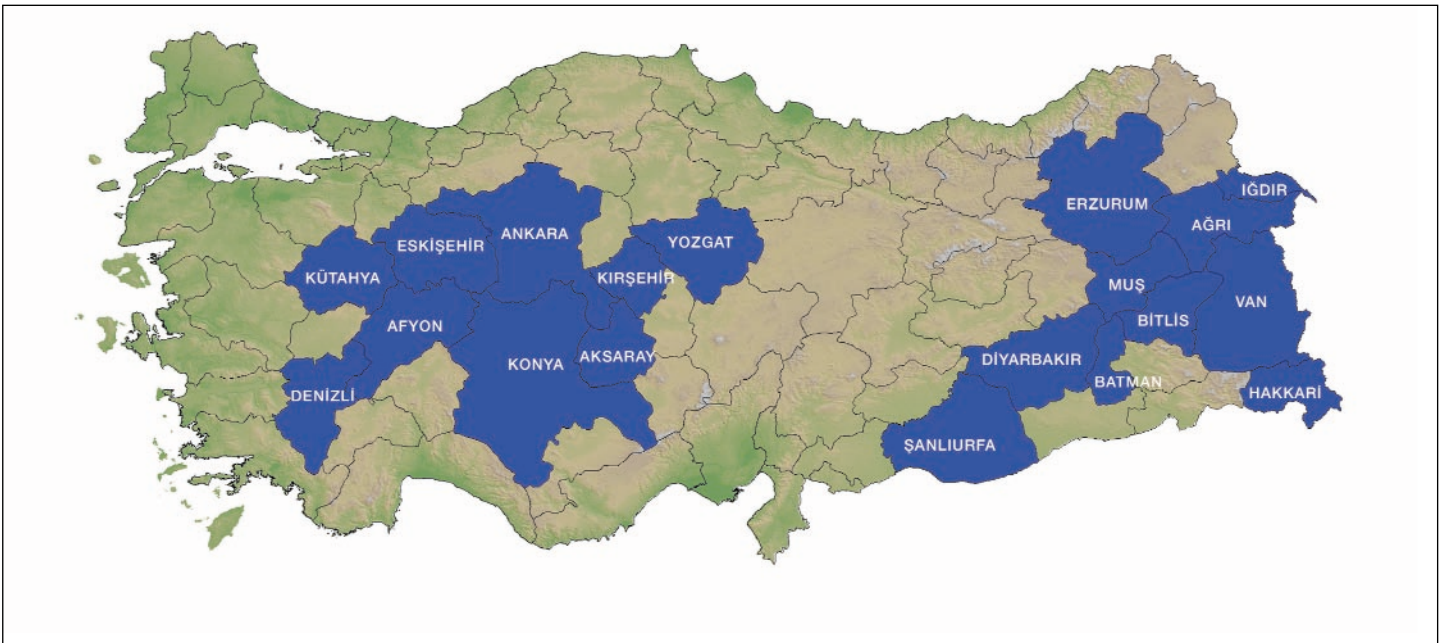 IĞDIR
ERZURUM
AĞRI
ANKARA
YOZGAT
ESKİŞEHİR
KÜTAHYA
KIRŞEHİR
MUŞ
VAN
BİTLİS
AFYON
AKSARAY
KONYA
DİYARBAKIR
BATMAN
DENİZLİ
HAKKARİ
ŞANLIURFA